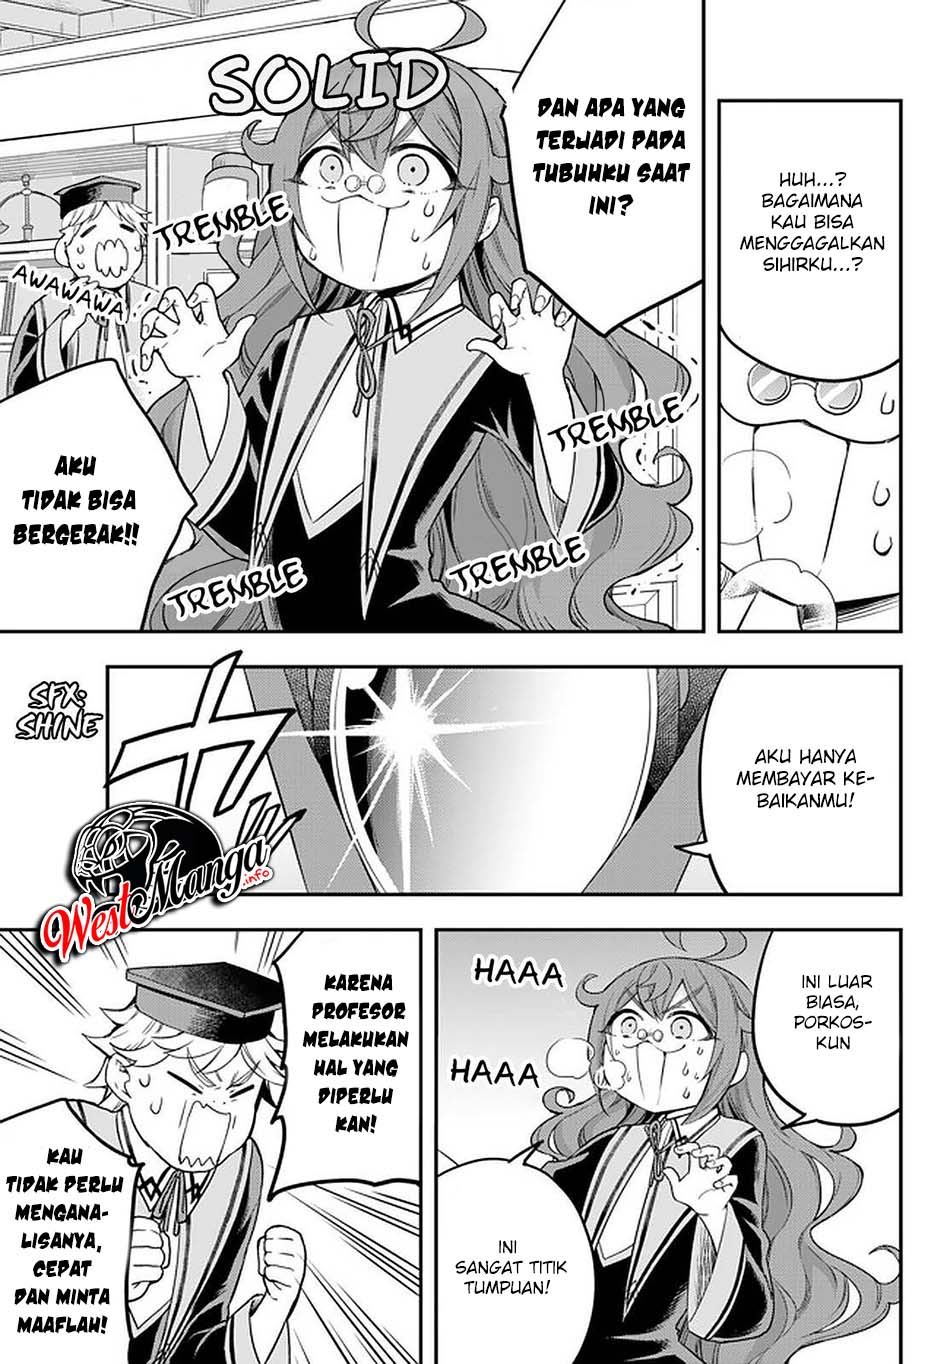 HUH...?
BAGAIMANA
KAU BISA
MENGGAGALKAN
SIHIRKU...?
DAN APA YANG
TERJADI PADA
TUBUHKU SAAT
INI?
SOLID
TREMBLE
AWAWAWA
TREMBLE
AKU
TIDAK BISA
BERGERAK!!
TREMBLE
TREMBLE
AKU HANYA
MEMBAYAR KE-
BAIKANMU!
SFX:
SHINE
WestManga
.info
INI LUAR
BIASA,
PORKOS-
KUN
HAAA
HAAA
INI
SANGAT TITIK
TUMPUAN!
KARENA
PROFESOR
MELAKUKAN
HAL YANG
DIPERLU
KAN!
KAU
TIDAK PERLU
MENGANA-
LISANYA,
CEPAT
DAN MINTA
MAAFLAH!